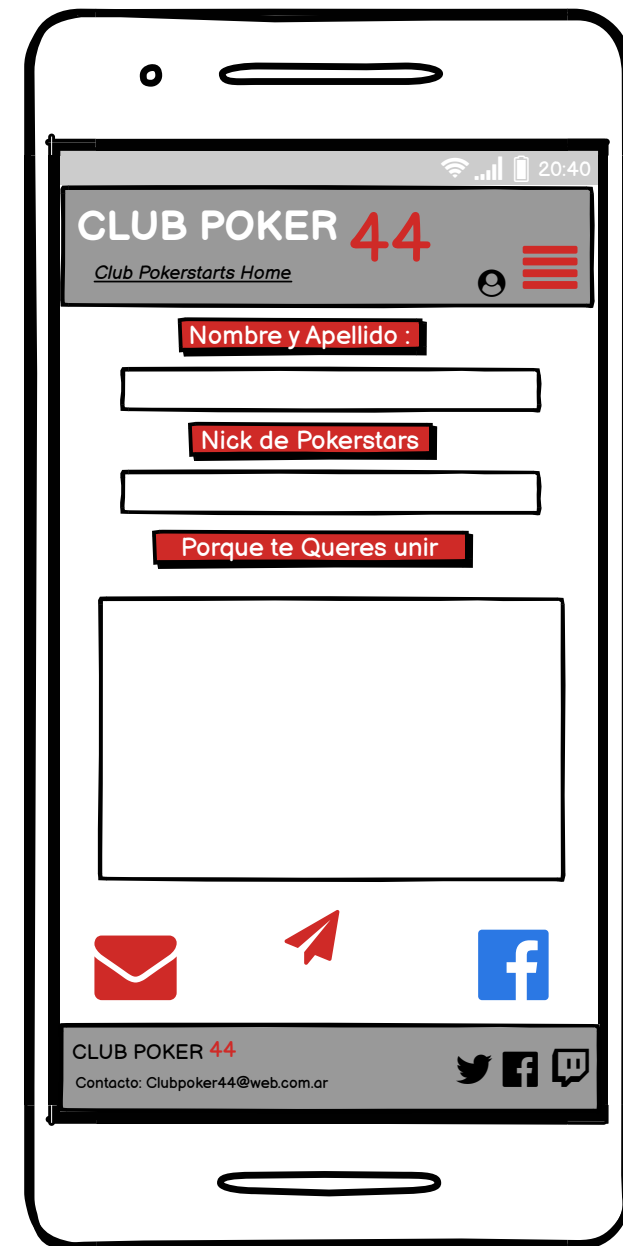 20:40
CLUB POKER 44
Club Pokerstarts Home
Nombre y Apellido :
Nick de Pokerstars
Porque te Queres unir
CLUB POKER 44
Contacto: Clubpoker44@web.com.ar